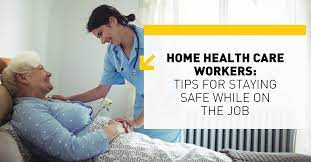 HOME HEALTH CARE
WORKERS:
TIPS FOR STAYING
SAFE WHILE ON
THE JOB